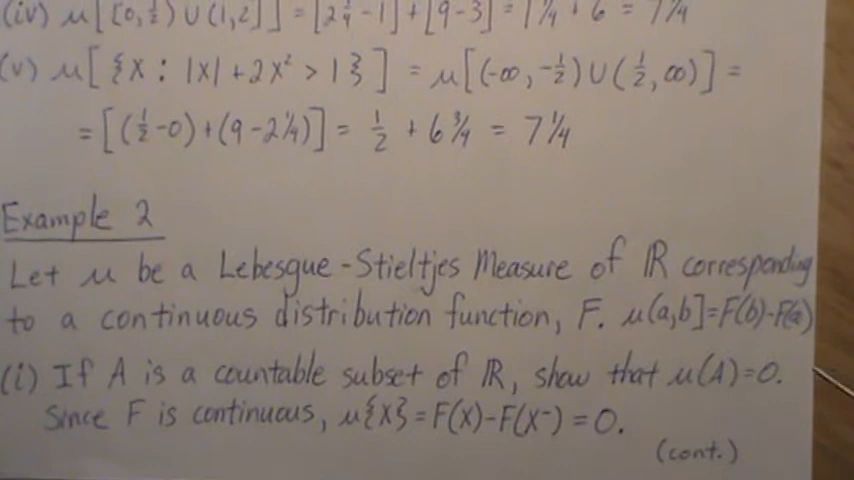 (iv) μ[[0,½)∪(1,2]] = [2¼-1]+[9-3] = 1¼ + 6 = 7¼
(v) μ[{x : |x|+2x² > 1}] = μ[(-∞,-½)∪(½,∞)] =
= [(½-0)+(9-2¼)] = ½ + 6¾ = 7¼
Example 2
Let μ be a Lebesgue-Stieltjes Measure of ℝ corresponding
to a continuous distribution function, F. μ(a,b]=F(b)-F(a)
(i) If A is a countable subset of ℝ, show that μ(A)=0.
Since F is continuous, μ{x} = F(x)-F(x⁻) = 0.
(cont.)